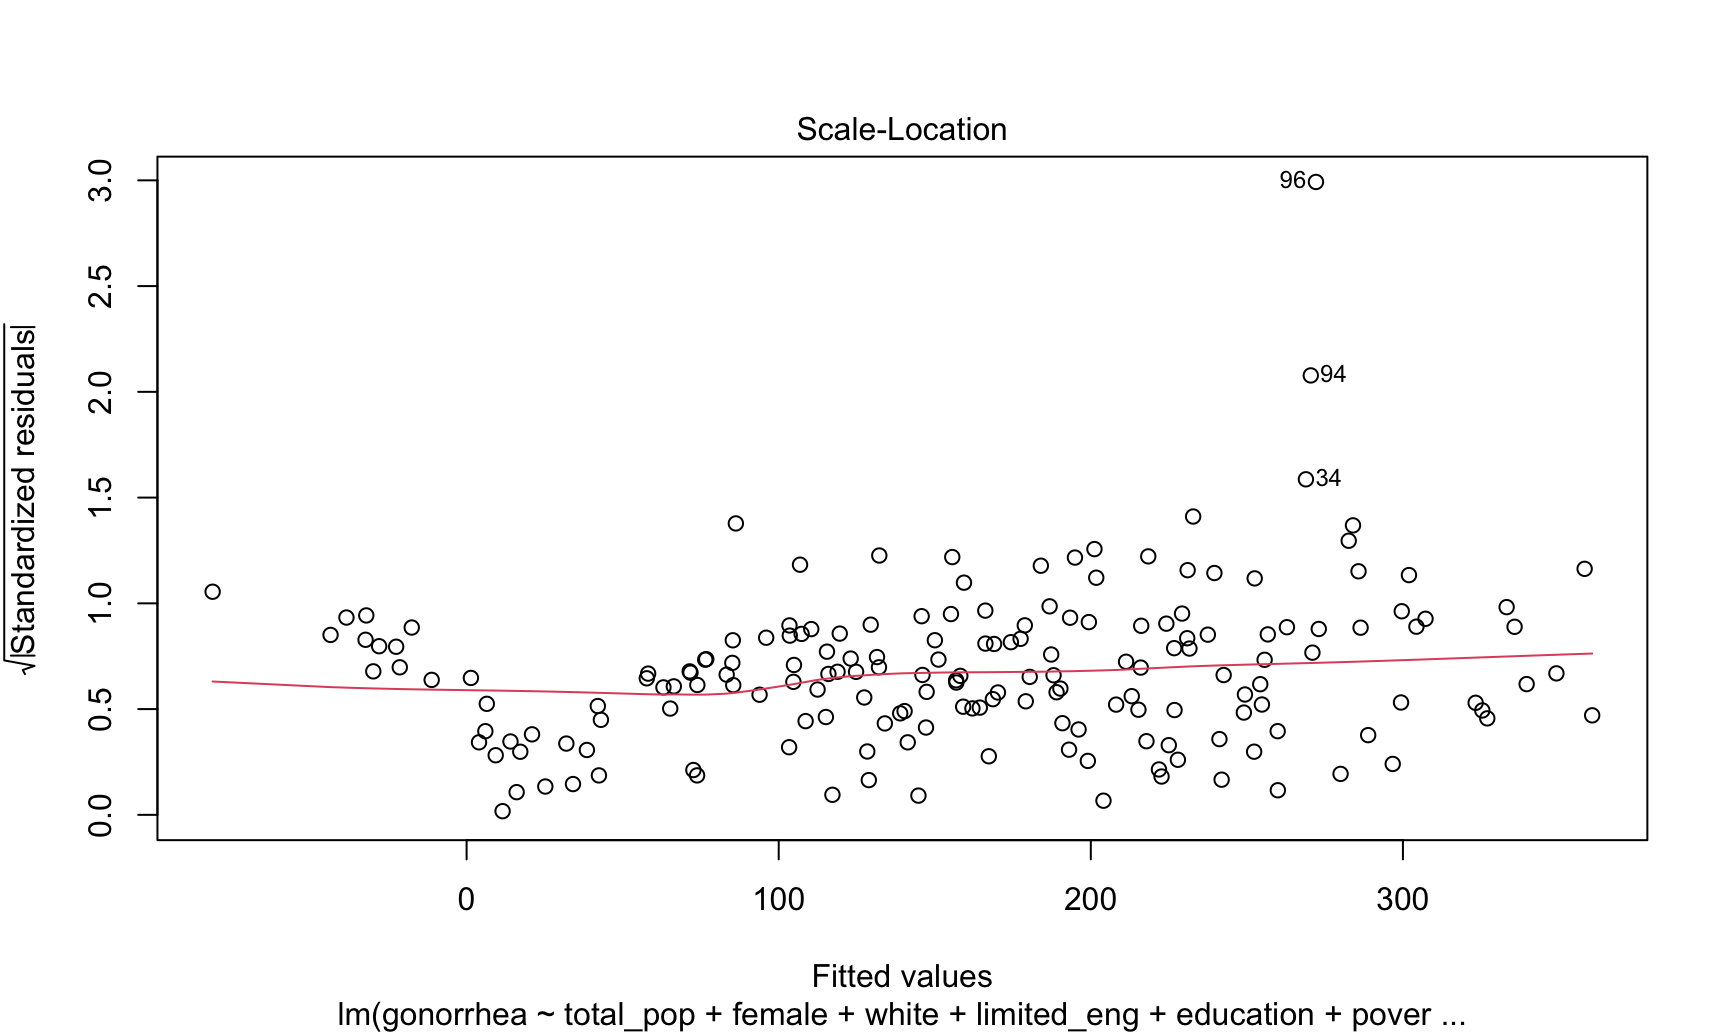 Scale-Location
√|Standardized residuals|
3.0
2.5
2.0
1.5
1.0
0.5
0.0
96
94
34
0 100 200 300
Fitted values
lm(gonorrhea ~ total_pop + female + white + limited_eng + education + pover ...